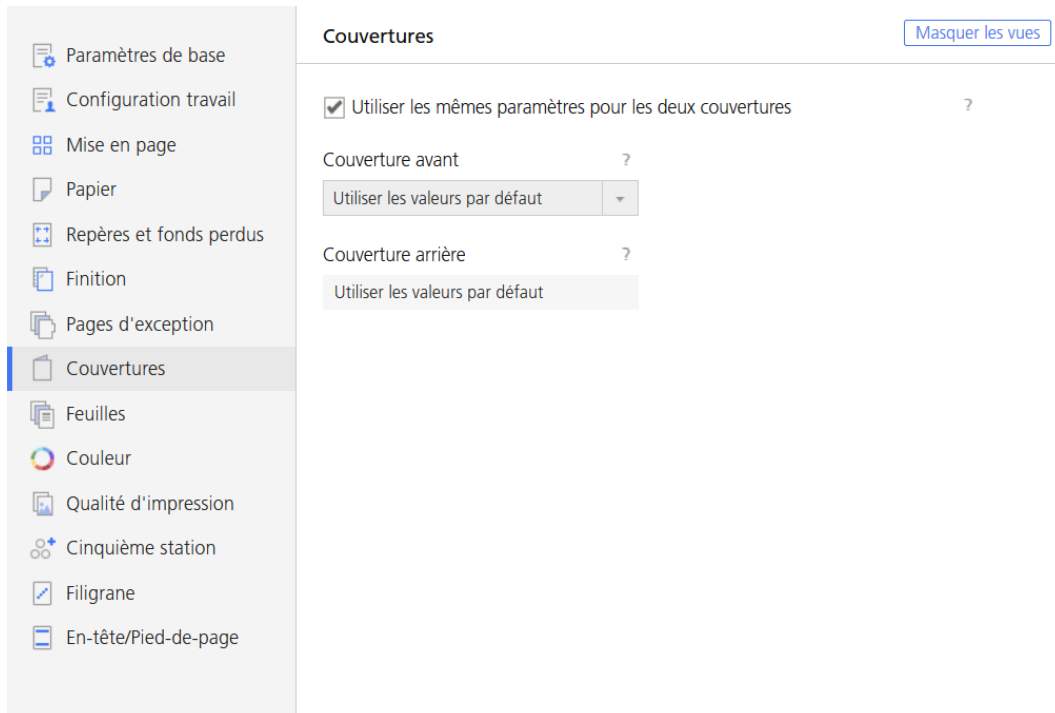 Paramètres de base
Configuration travail
Mise en page
Papier
Repères et fonds perdus
Finition
Pages d'exception
Couvertures
Feuilles
Couleur
Qualité d'impression
Cinquième station
Filigrane
En-tête/Pied-de-page
Couvertures
Masquer les vues
Utiliser les mêmes paramètres pour les deux couvertures ?
Couverture avant ?
Utiliser les valeurs par défaut
Couverture arrière ?
Utiliser les valeurs par défaut